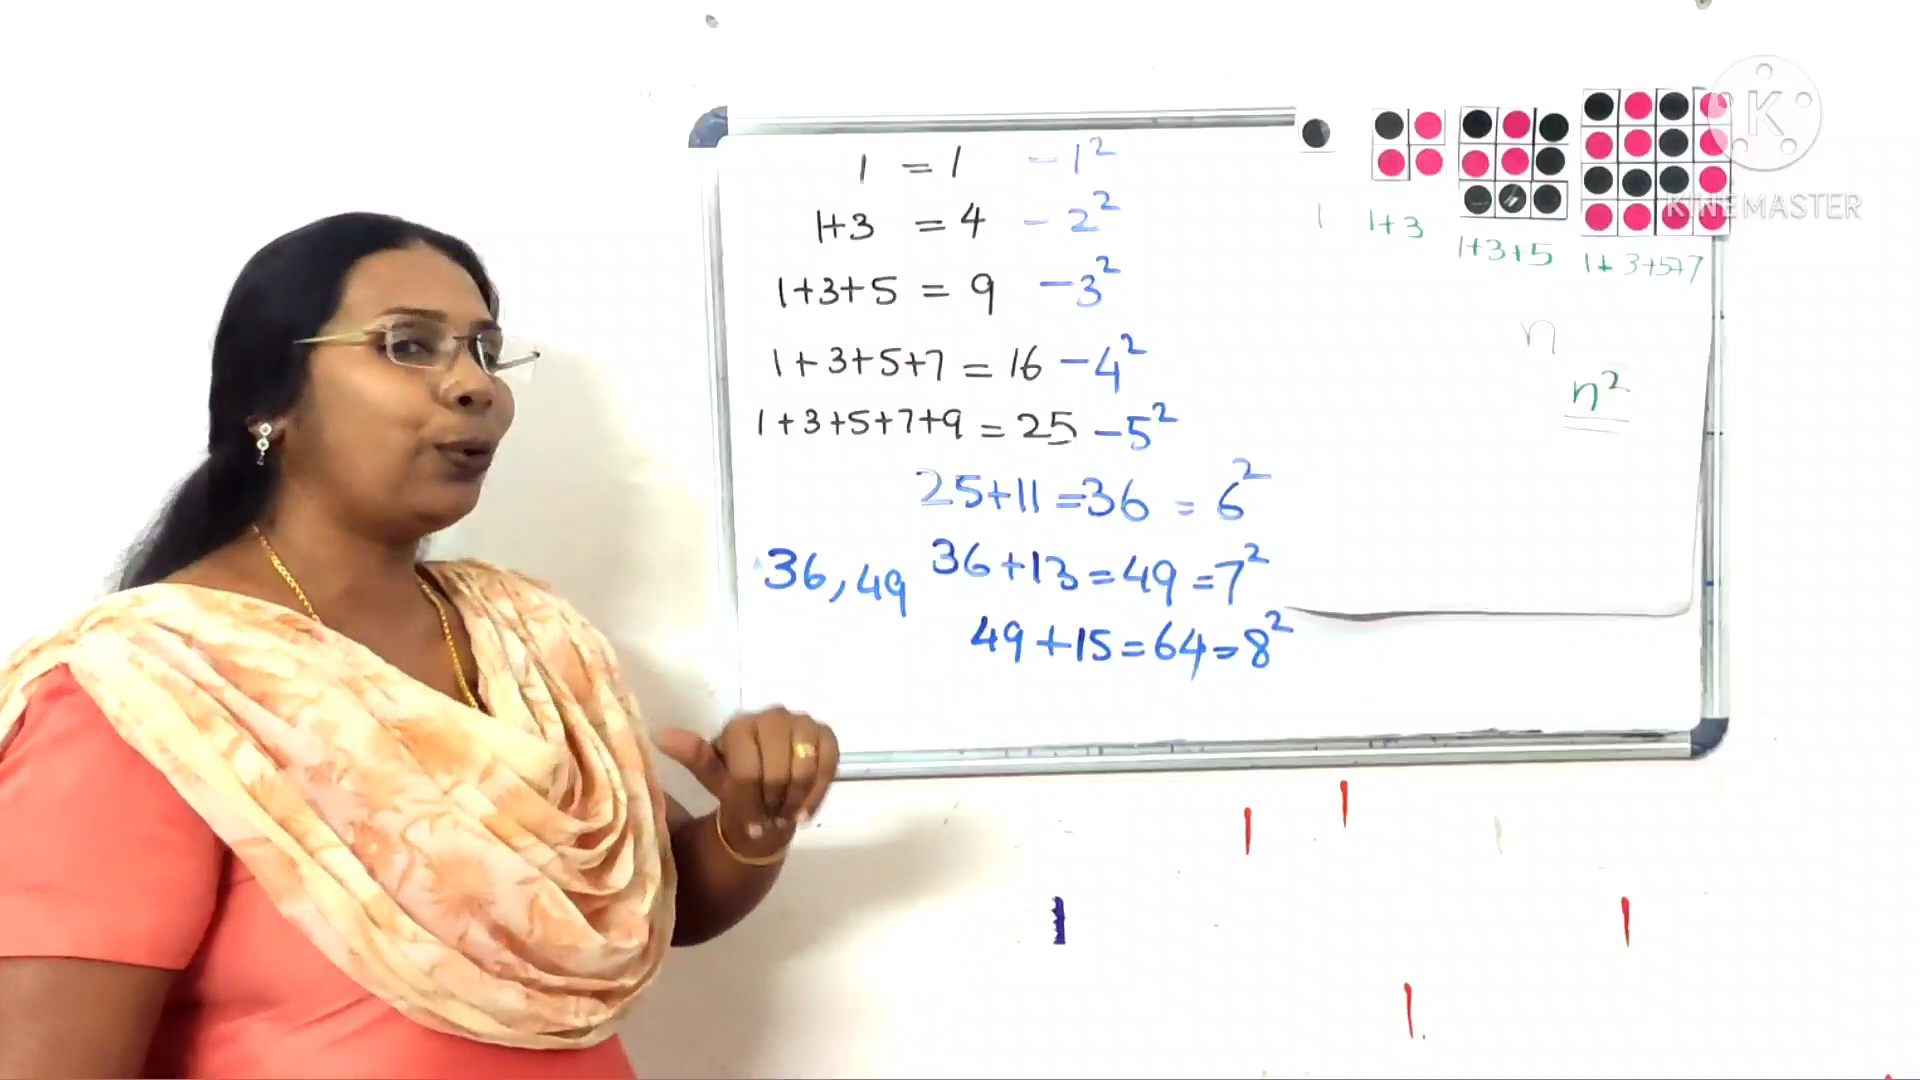 1 = 1 - 1²
1+3 = 4 - 2²
1+3+5 = 9 - 3²
1+3+5+7 = 16 - 4²
1+3+5+7+9 = 25 - 5²
25+11 = 36 = 6²
36, 49
36+13 = 49 = 7²
49+15 = 64 = 8²
1
1+3
1+3+5
1+3+5+7
n
n²
K
KINEMASTER